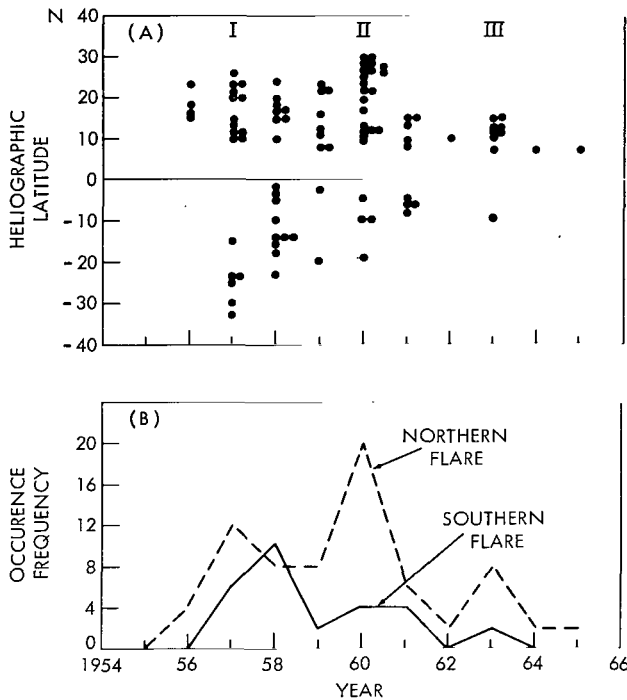 N
(A)
I
II
III
40
30
20
10
0
-10
-20
-30
-40
HELIOGRAPHIC
LATITUDE
(B)
NORTHERN
FLARE
SOUTHERN
FLARE
20
16
12
8
4
0
OCCURENCE
FREQUENCY
1954
56
58
60
62
64
66
YEAR